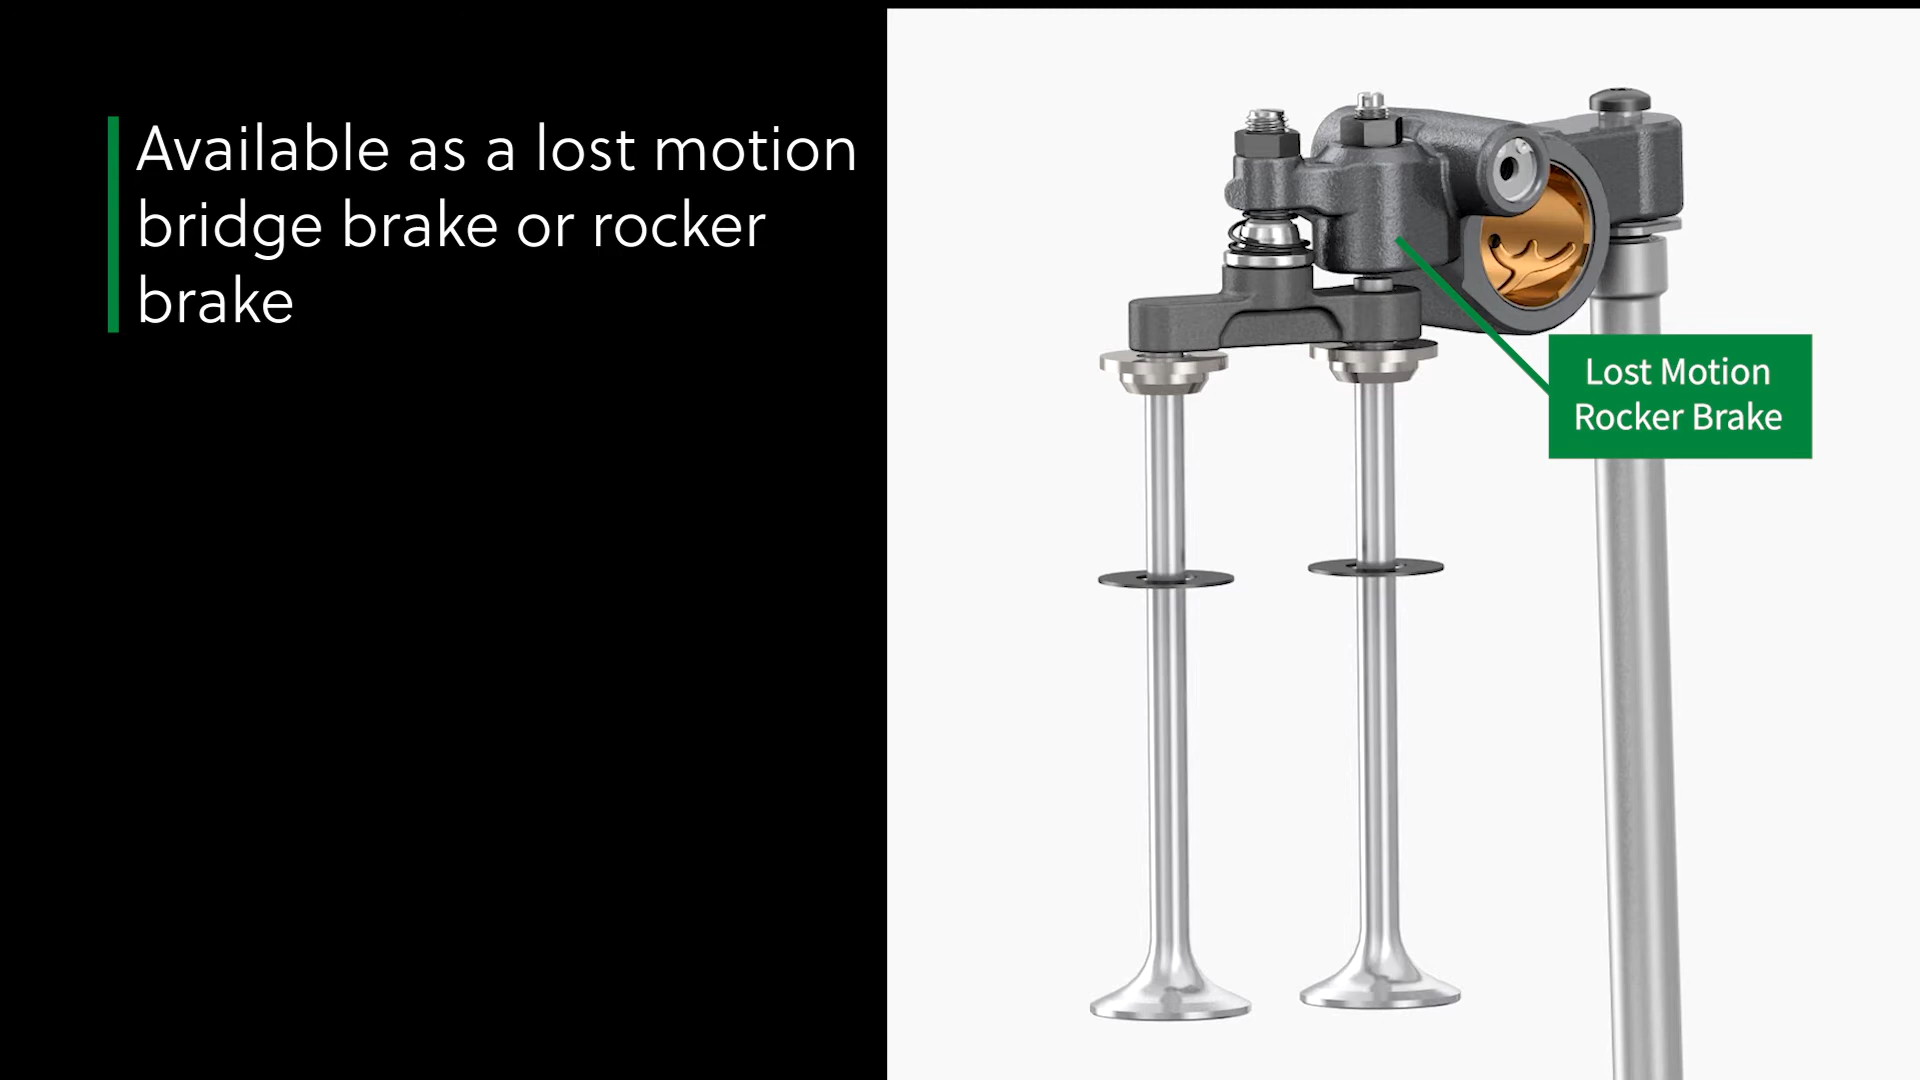 Available as a lost motion
bridge brake or rocker
brake
Lost Motion
Rocker Brake